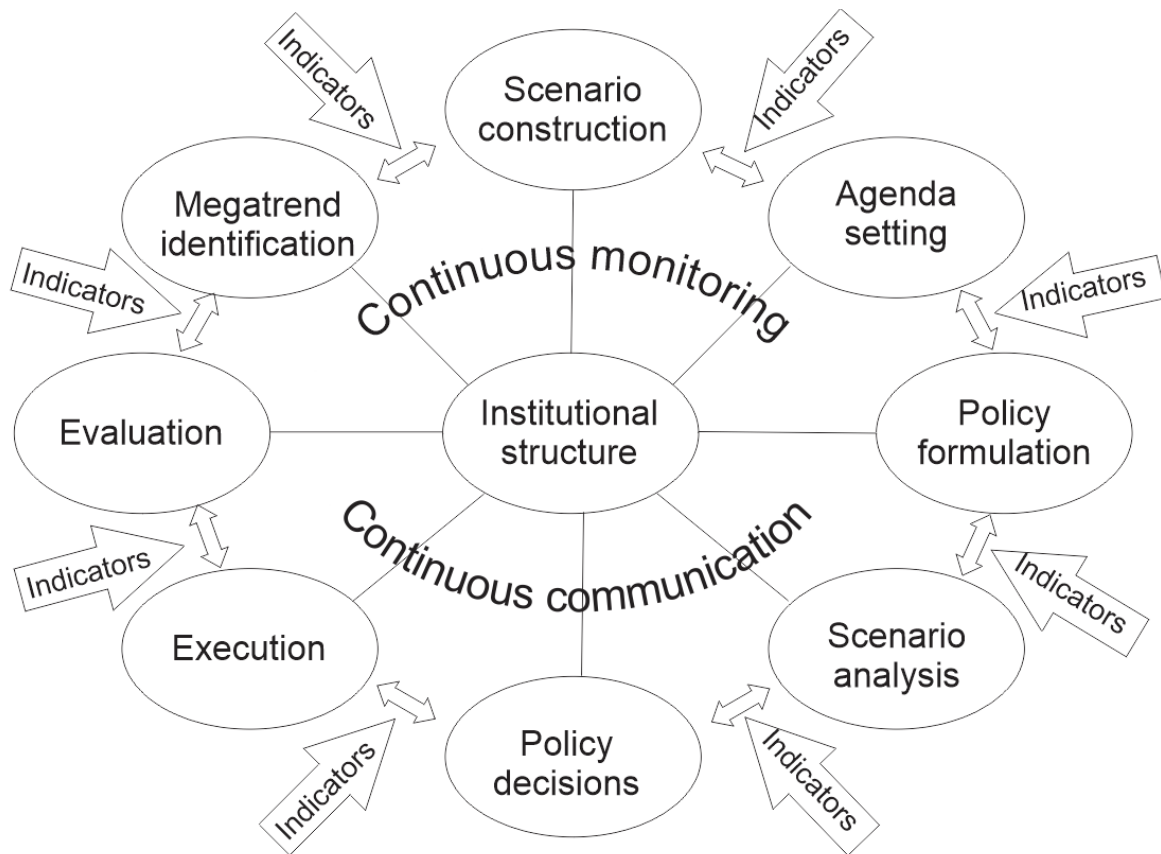 Indicators
Scenario
construction
Indicators
Megatrend
identification
Agenda
setting
Continuous monitoring
Indicators
Indicators
Evaluation
Institutional
structure
Policy
formulation
Continuous communication
Indicators
Indicators
Execution
Scenario
analysis
Policy
decisions
Indicators
Indicators